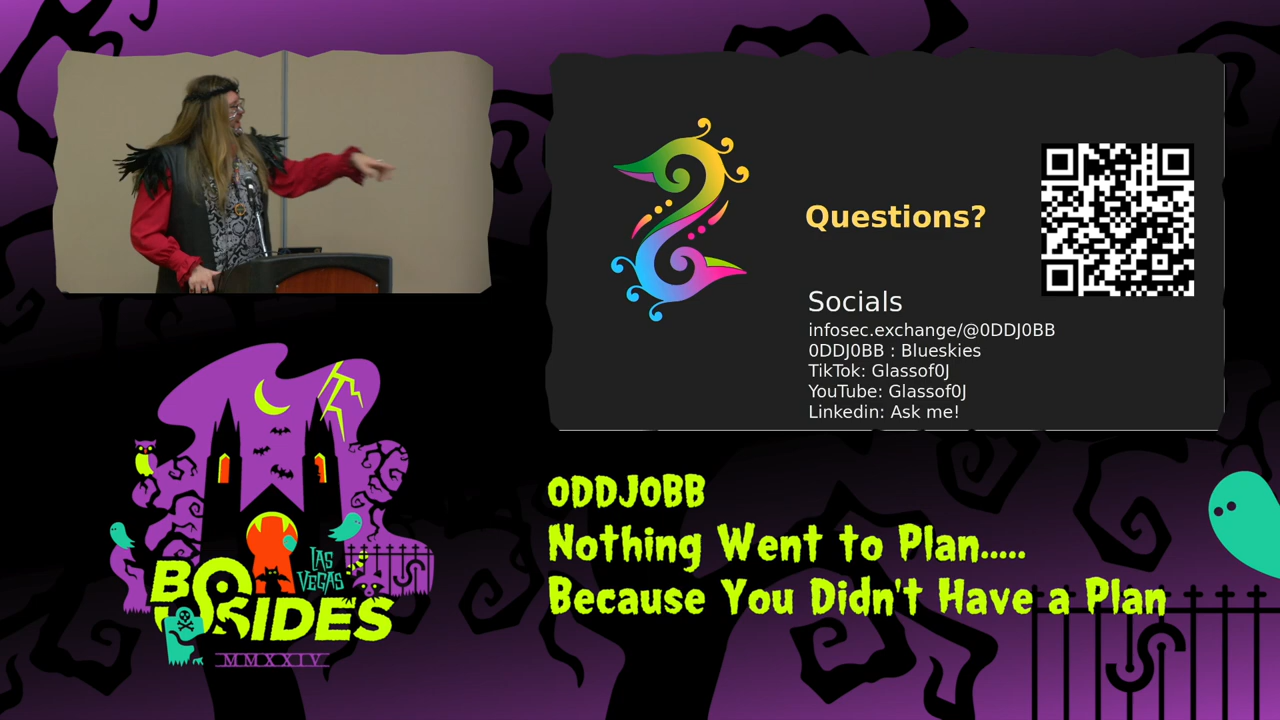 Questions?
Socials
infosec.exchange/@0DDJ0BB
0DDJ0BB : Blueskies
TikTok: Glassof0J
YouTube: Glassof0J
Linkedin: Ask me!
ODDJOBB
Nothing Went to Plan.....
Because You Didn't Have a Plan
LAS
VEGAS
BSIDES
MMXXIV